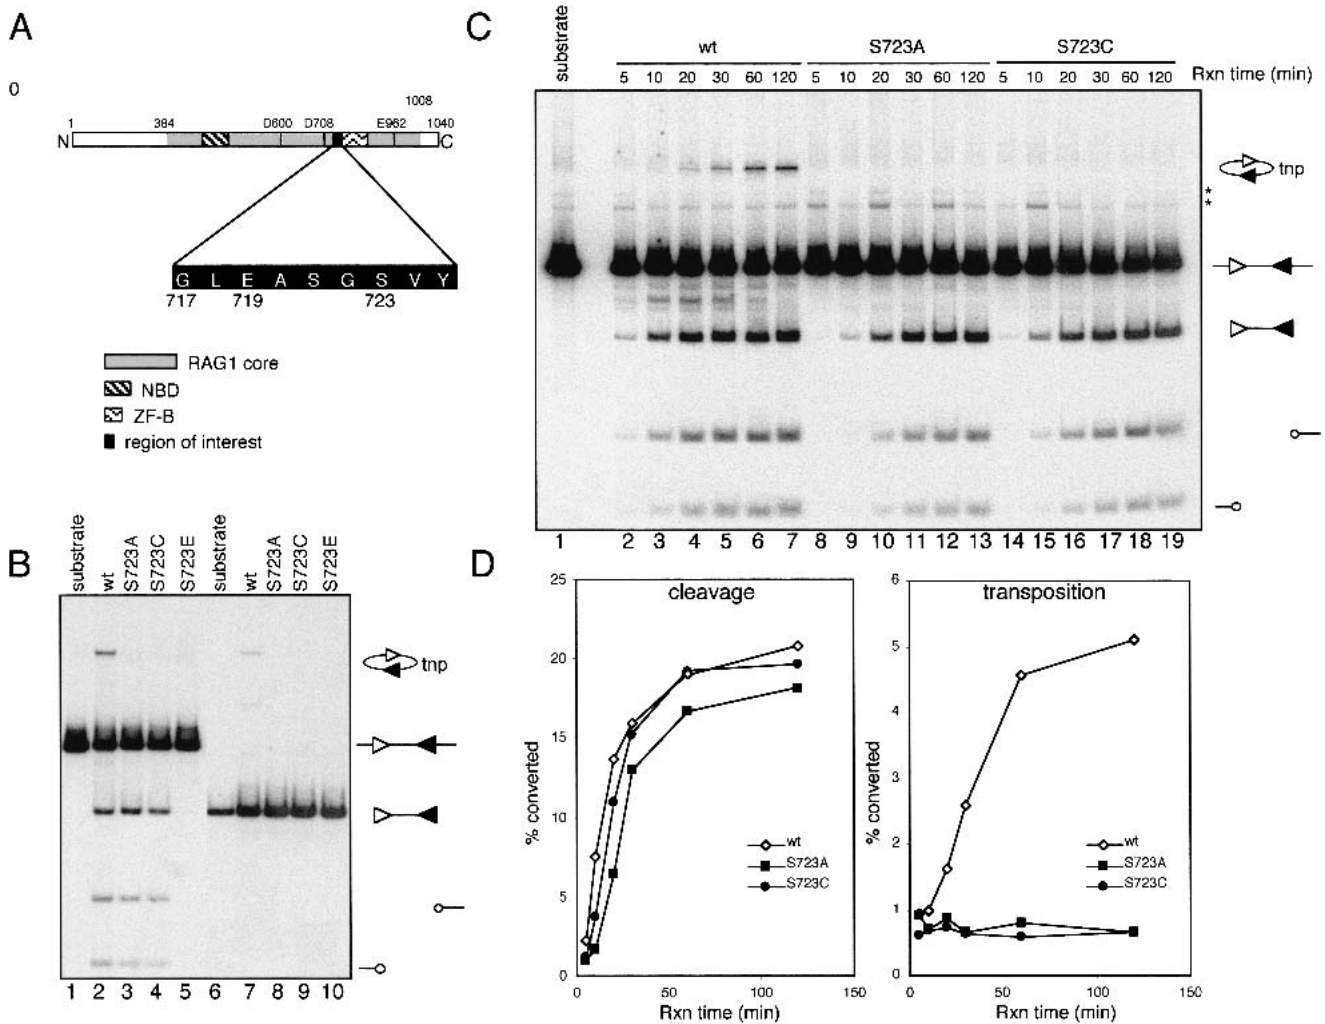 A
0
1008
1 384 D600 D708 E962 1040
N C
G L E A S G S V Y
717 719 723
RAG1 core
NBD
ZF-B
region of interest
B
substrate wt S723A S723C S723E substrate wt S723A S723C S723E
tnp
1 2 3 4 5 6 7 8 9 10
C
substrate
wt S723A S723C
5 10 20 30 60 120 5 10 20 30 60 120 5 10 20 30 60 120 Rxn time (min)
tnp
*
*
1 2 3 4 5 6 7 8 9 10 11 12 13 14 15 16 17 18 19
D
cleavage
% converted
25
20
15
10
5
0
wt
S723A
S723C
0 50 100 150
Rxn time (min)
transposition
% converted
6
5
4
3
2
1
0
wt
S723A
S723C
0 50 100 150
Rxn time (min)